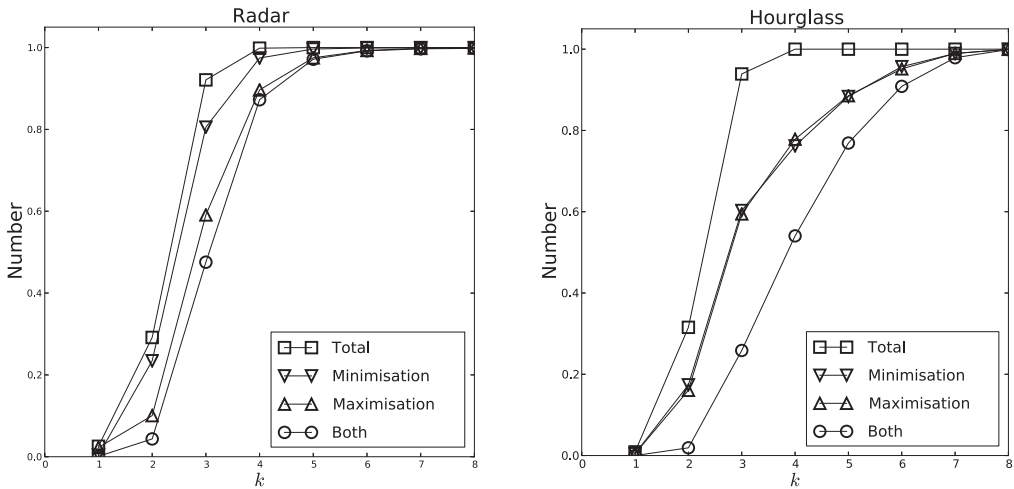 Radar
Number
1.0
0.8
0.6
0.4
0.2
0.0
0 1 2 3 4 5 6 7 8
k
Total
Minimisation
Maximisation
Both
Hourglass
Number
1.0
0.8
0.6
0.4
0.2
0.0
0 1 2 3 4 5 6 7 8
k
Total
Minimisation
Maximisation
Both